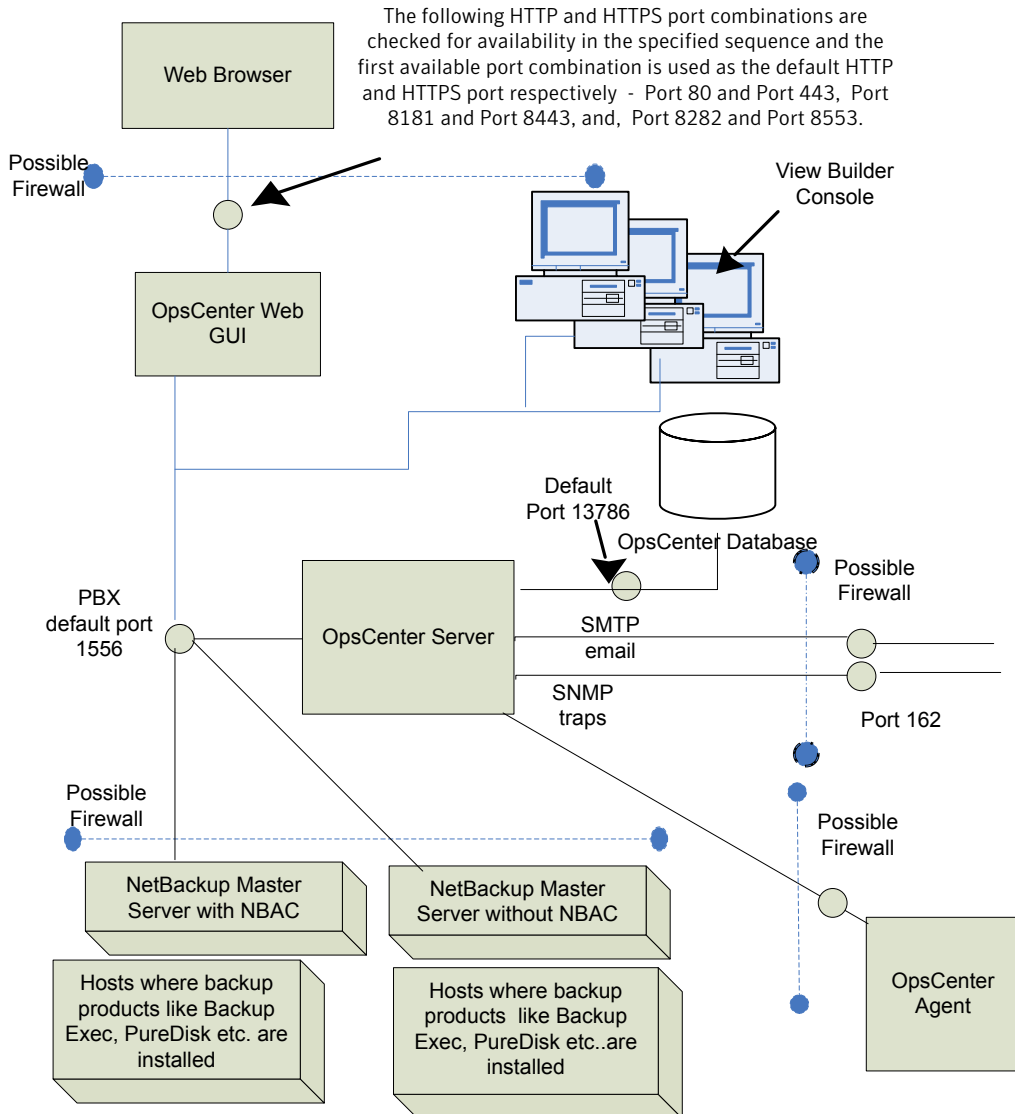 The following HTTP and HTTPS port combinations are
checked for availability in the specified sequence and the
first available port combination is used as the default HTTP
and HTTPS port respectively - Port 80 and Port 443, Port
8181 and Port 8443, and, Port 8282 and Port 8553.
Web Browser
Possible
Firewall
View Builder
Console
OpsCenter Web
GUI
Default
Port 13786
OpsCenter Database
Possible
Firewall
PBX
default port
1556
OpsCenter Server
SMTP
email
SNMP
traps
Port 162
Possible
Firewall
Possible
Firewall
NetBackup Master
Server with NBAC
NetBackup Master
Server without NBAC
Hosts where backup
products like Backup
Exec, PureDisk etc. are
installed
Hosts where backup
products like Backup
Exec, PureDisk etc..are
installed
OpsCenter
Agent